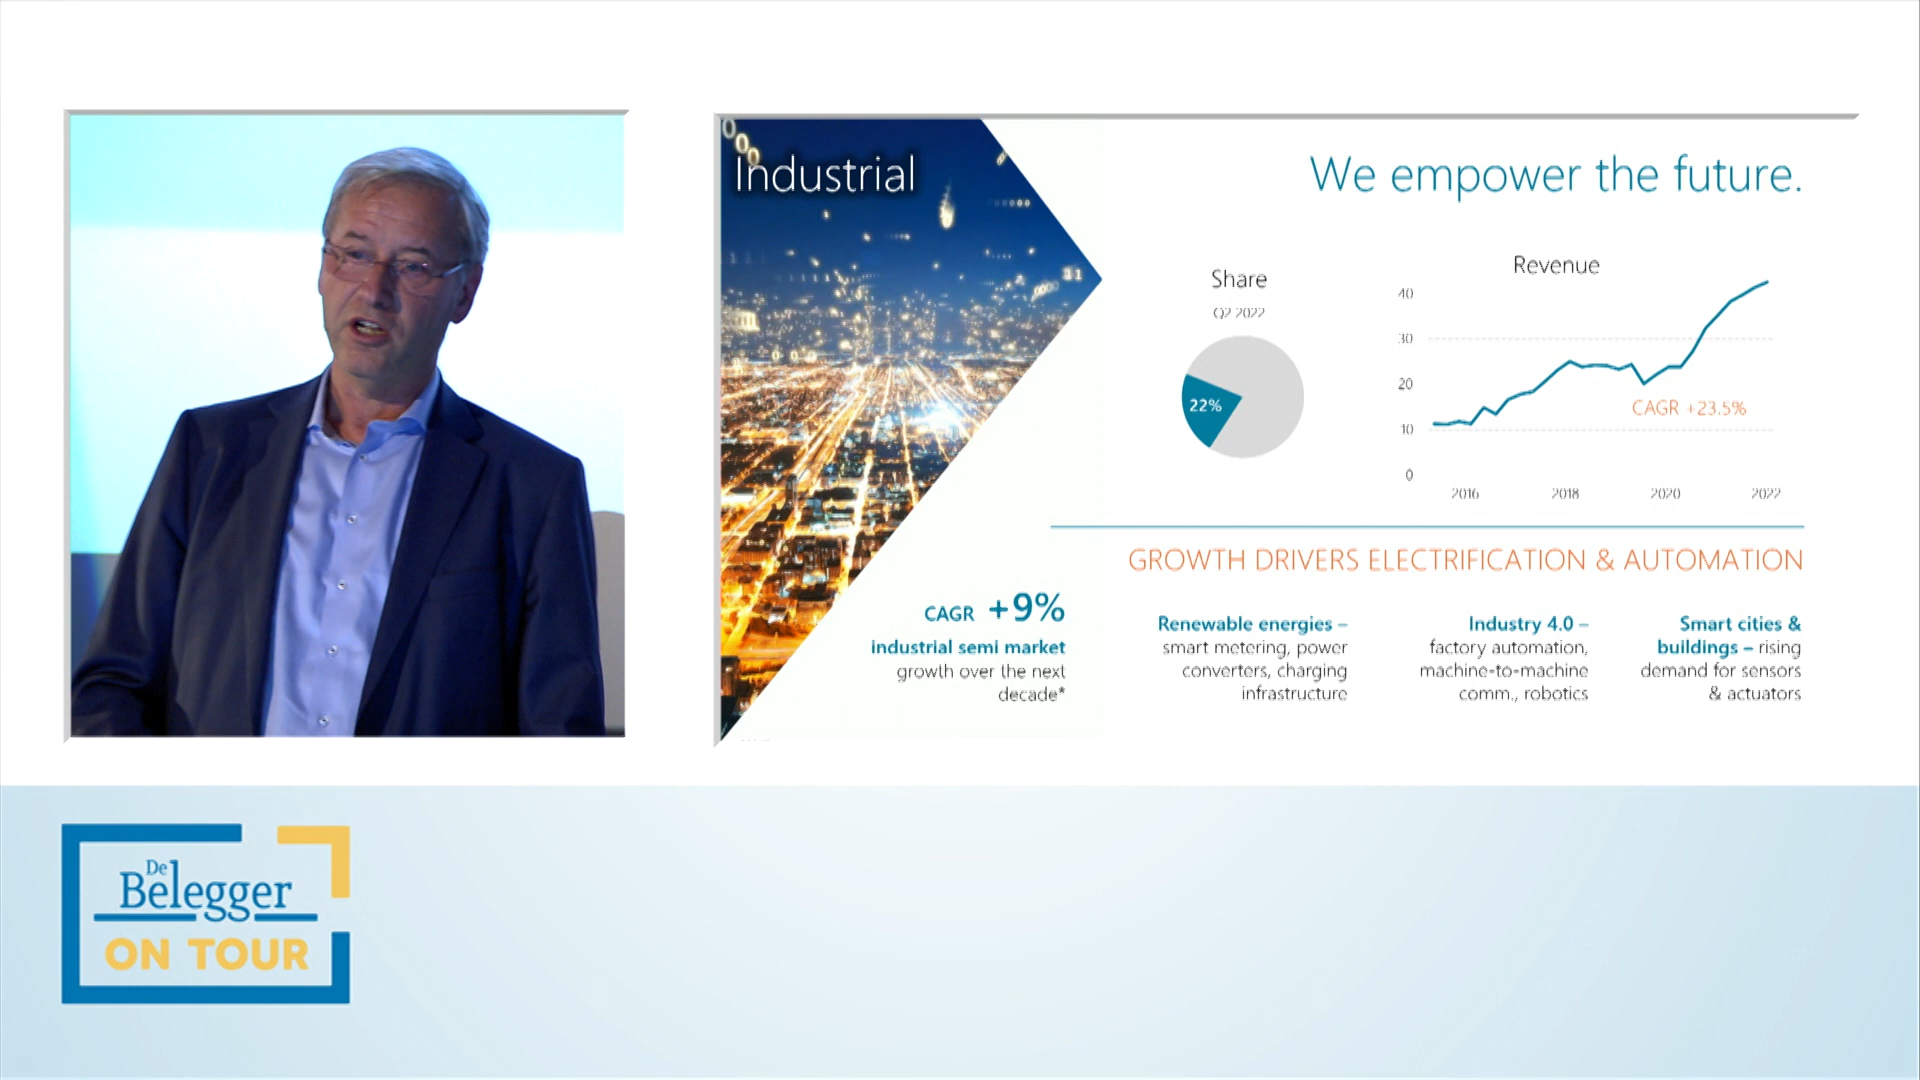 Industrial
We empower the future.
Share
Q2 2022
22%
Revenue
40
30
20
10
0
CAGR +23.5%
2016
2018
2020
2022
GROWTH DRIVERS ELECTRIFICATION & AUTOMATION
CAGR +9%
industrial semi market
growth over the next
decade*
Renewable energies –
smart metering, power
converters, charging
infrastructure
Industry 4.0 –
factory automation,
machine-to-machine
comm., robotics
Smart cities &
buildings – rising
demand for sensors
& actuators
De
Belegger
ON TOUR